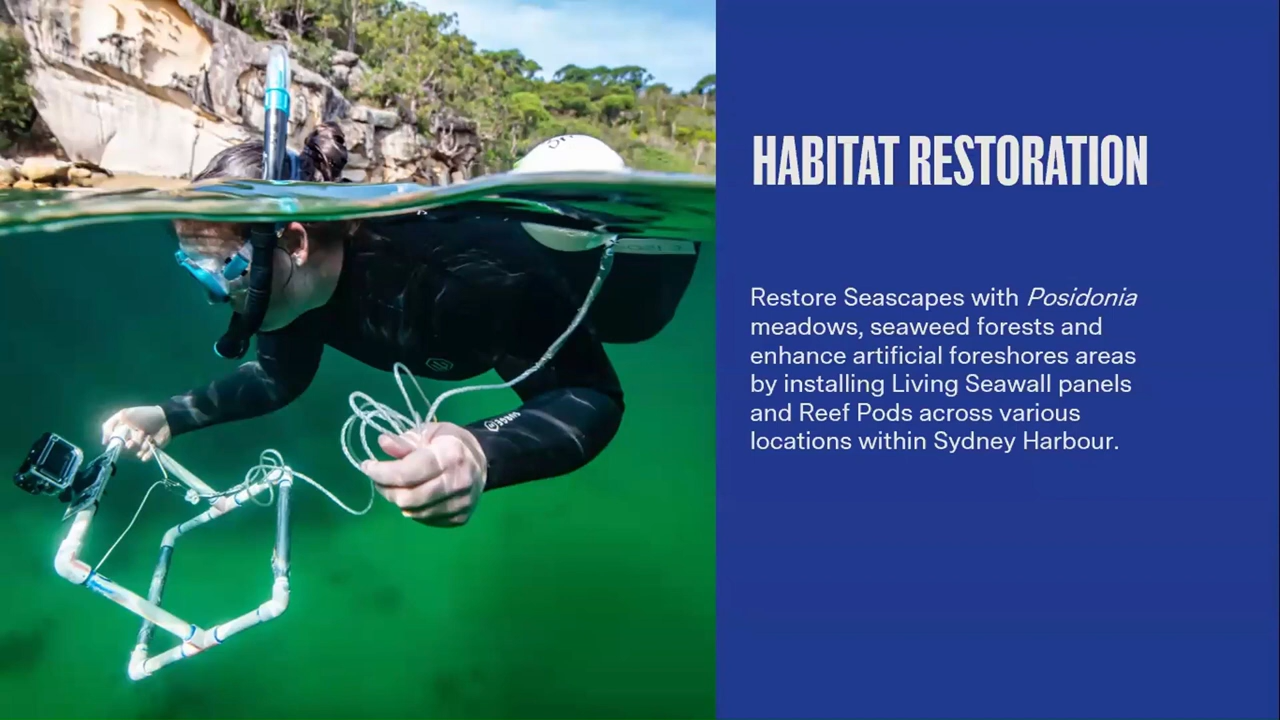 HABITAT RESTORATION
Restore Seascapes with Posidonia
meadows, seaweed forests and
enhance artificial foreshores areas
by installing Living Seawall panels
and Reef Pods across various
locations within Sydney Harbour.